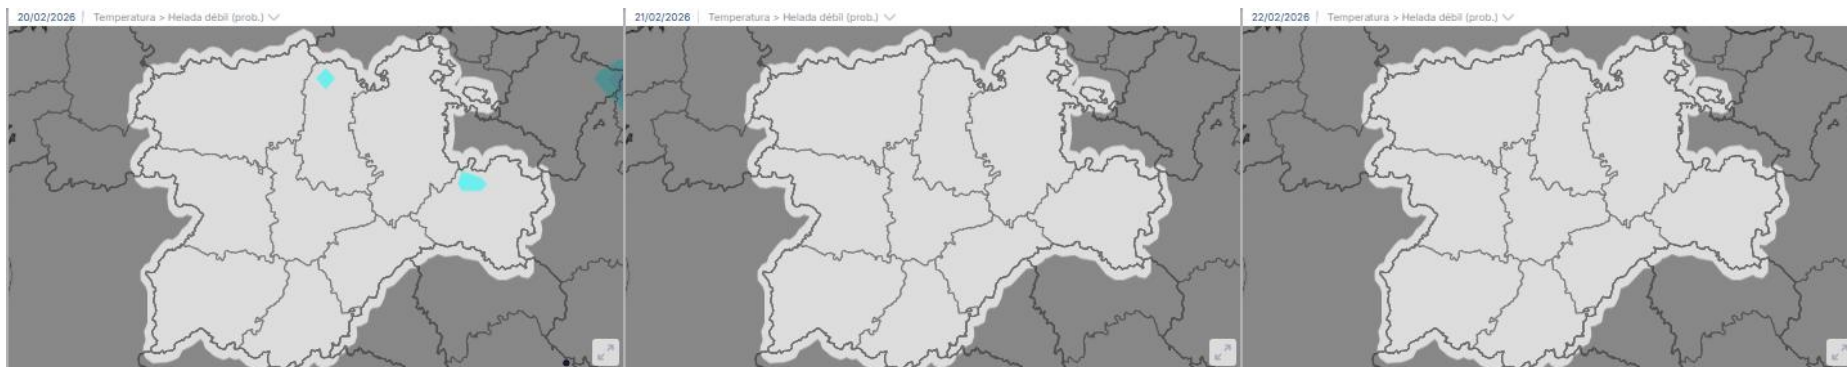 20/02/2026 | Temperatura > Helada débil (prob.)
21/02/2026 | Temperatura > Helada débil (prob.)
22/02/2026 | Temperatura > Helada débil (prob.)